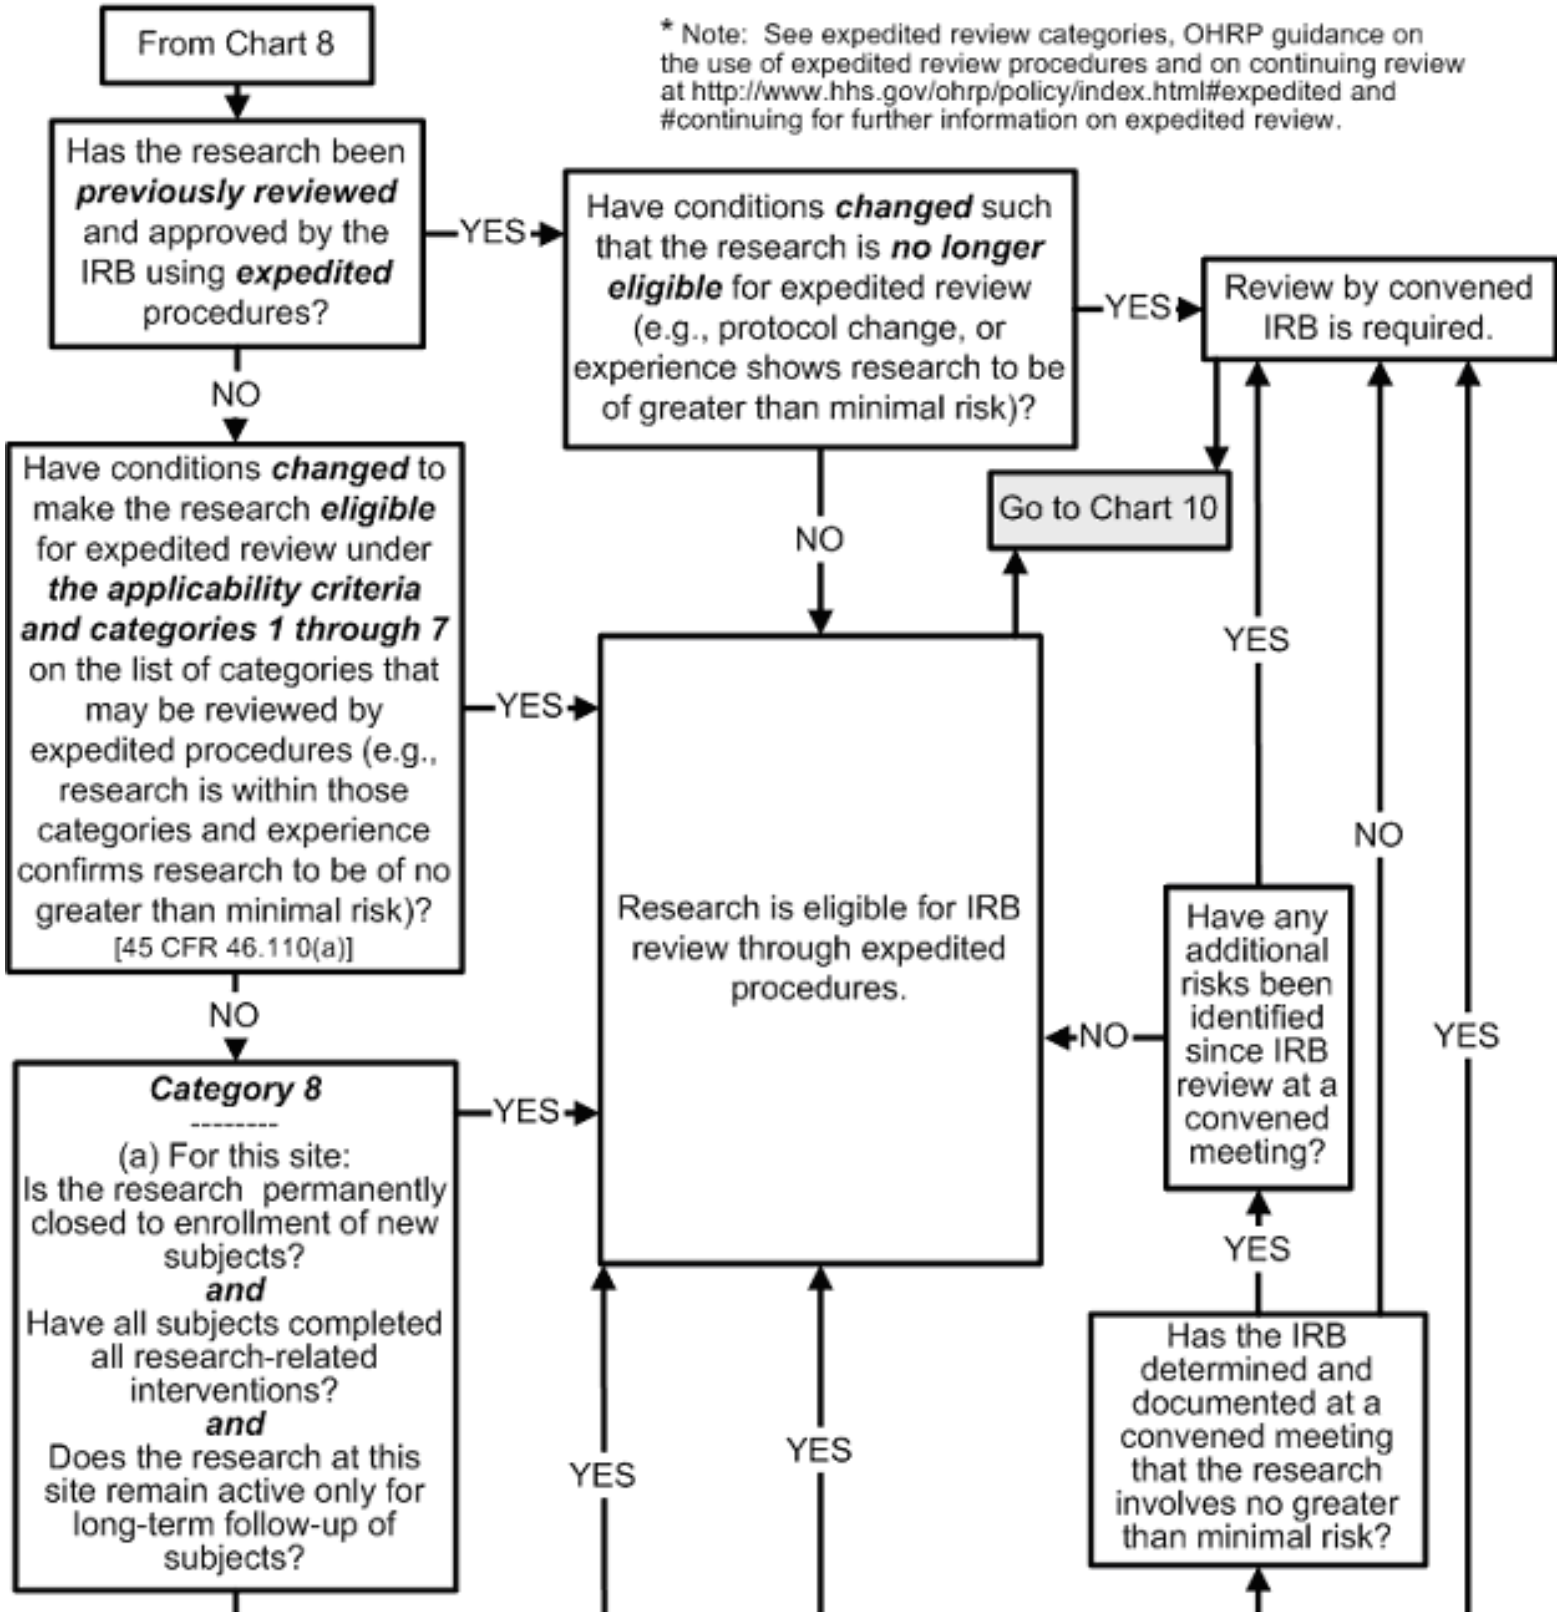 From Chart 8
* Note:  See expedited review categories, OHRP guidance on
the use of expedited review procedures and on continuing review
at http://www.hhs.gov/ohrp/policy/index.html#expedited and
#continuing for further information on expedited review.
Has the research been
previously reviewed
and approved by the
IRB using expedited
procedures?
YES
Have conditions changed such
that the research is no longer
eligible for expedited review
(e.g., protocol change, or
experience shows research to be
of greater than minimal risk)?
YES
Review by convened
IRB is required.
NO
Have conditions changed to
make the research eligible
for expedited review under
the applicability criteria
and categories 1 through 7
on the list of categories that
may be reviewed by
expedited procedures (e.g.,
research is within those
categories and experience
confirms research to be of no
greater than minimal risk)?
[45 CFR 46.110(a)]
NO
Go to Chart 10
YES
YES
NO
Research is eligible for IRB
review through expedited
procedures.
Have any
additional
risks been
identified
since IRB
review at a
convened
meeting?
NO
YES
NO
Category 8
--------
(a) For this site:
Is the research  permanently
closed to enrollment of new
subjects?
and
Have all subjects completed
all research-related
interventions?
and
Does the research at this
site remain active only for
long-term follow-up of
subjects?
YES
YES
Has the IRB
determined and
documented at a
convened meeting
that the research
involves no greater
than minimal risk?
YES
YES